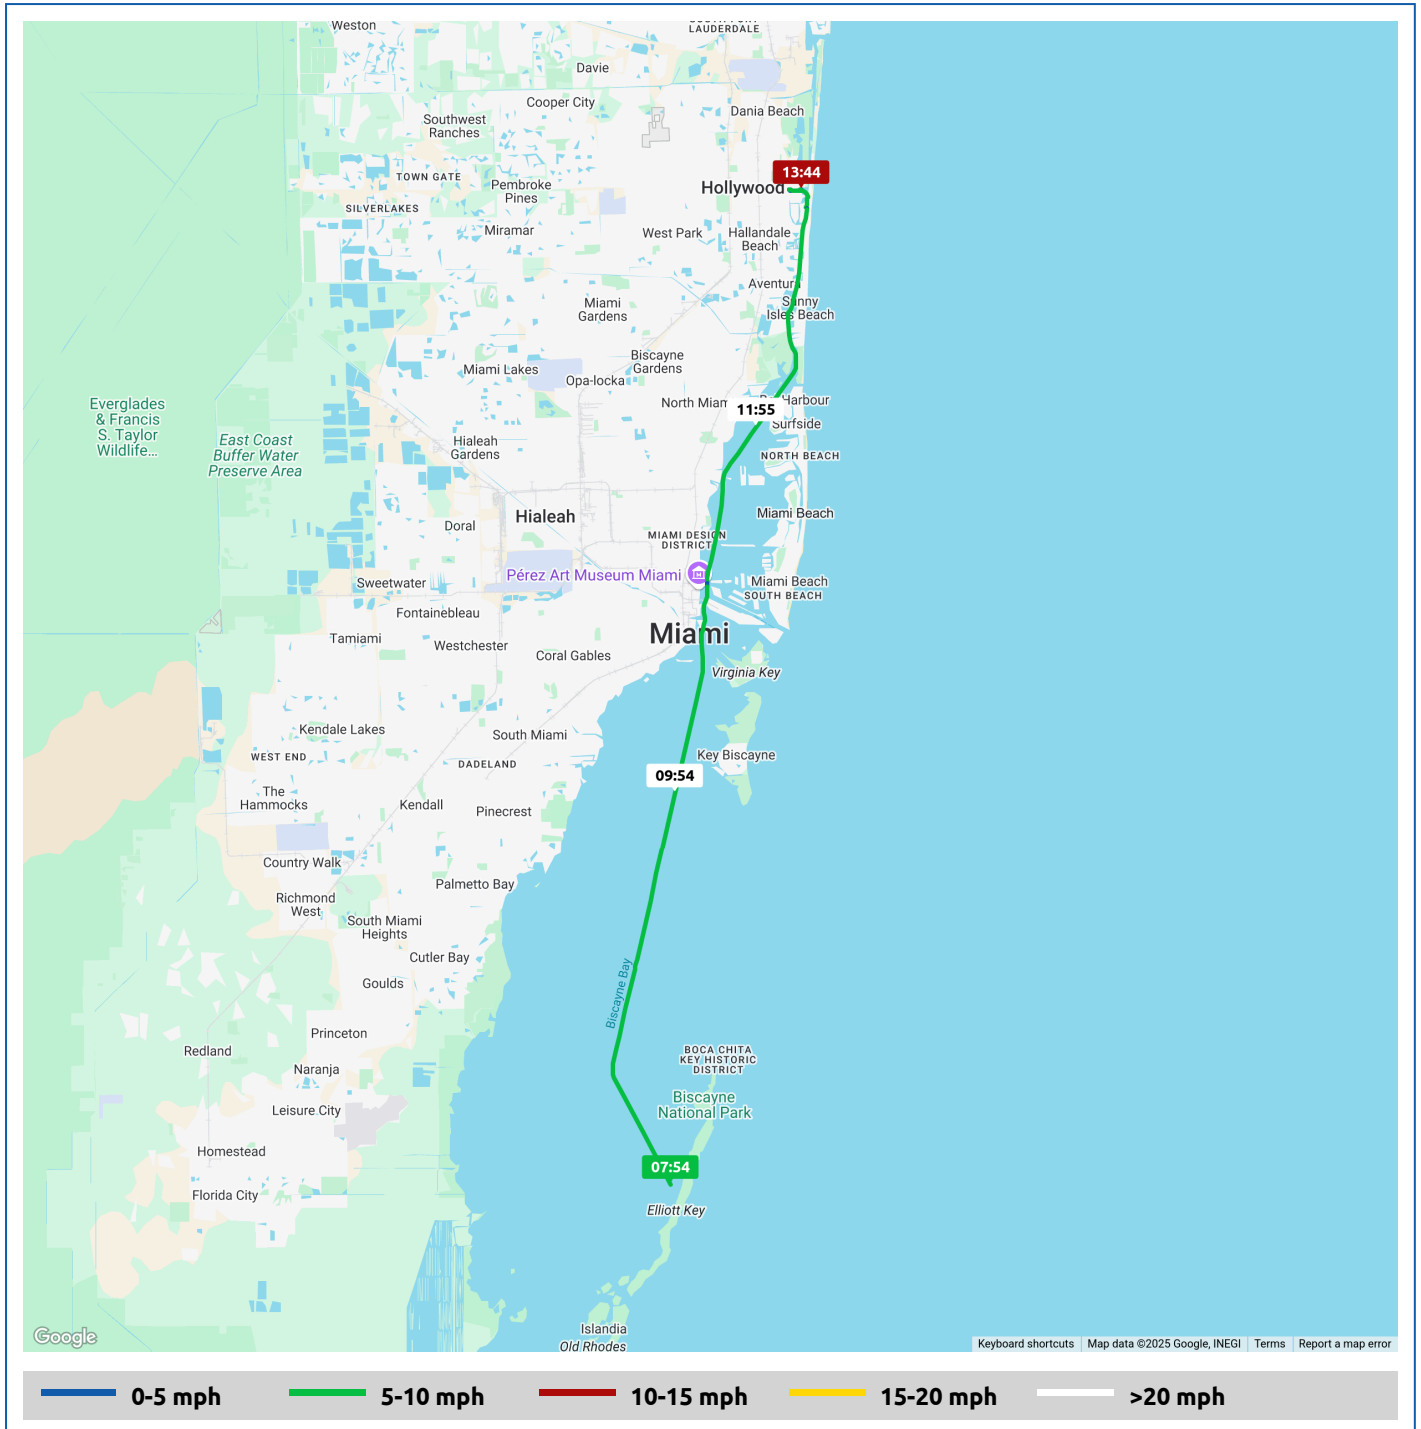 SOUTH POINT
LAUDERDALE
Weston
Davie
Cooper City
Dania Beach
Southwest
Ranches
13:44
TOWN GATE
Pembroke
Pines
Hollywood
SILVERLAKES
Miramar
West Park
Hallandale
Beach
Aventura
Sunny
Isles Beach
Miami
Gardens
Biscayne
Gardens
Miami Lakes
Opa-locka
Everglades
& Francis
S. Taylor
Wildlife...
North Miam
11:55
Harbour
Surfside
East Coast
Buffer Water
Preserve Area
Hialeah
Gardens
NORTH BEACH
Hialeah
Miami Beach
Doral
MIAMI DESIGN
DISTRICT
Pérez Art Museum Miami
Sweetwater
Miami Beach
SOUTH BEACH
Fontainebleau
Tamiami
Westchester
Miami
Coral Gables
Virginia Key
Kendale Lakes
South Miami
WEST END
DADELAND
Key Biscayne
09:54
The
Hammocks
Kendall
Pinecrest
Country Walk
Palmetto Bay
Richmond
West
South Miami
Heights
Cutler Bay
Goulds
Biscayne Bay
Princeton
Redland
Naranja
BOCA CHITA
KEY HISTORIC
DISTRICT
Leisure City
Biscayne
National Park
Homestead
07:54
Florida City
Elliott Key
Islandia
Old Rhodes
Google
Keyboard shortcuts
Map data ©2025 Google, INEGI
Terms
Report a map error
0-5 mph
5-10 mph
10-15 mph
15-20 mph
>20 mph